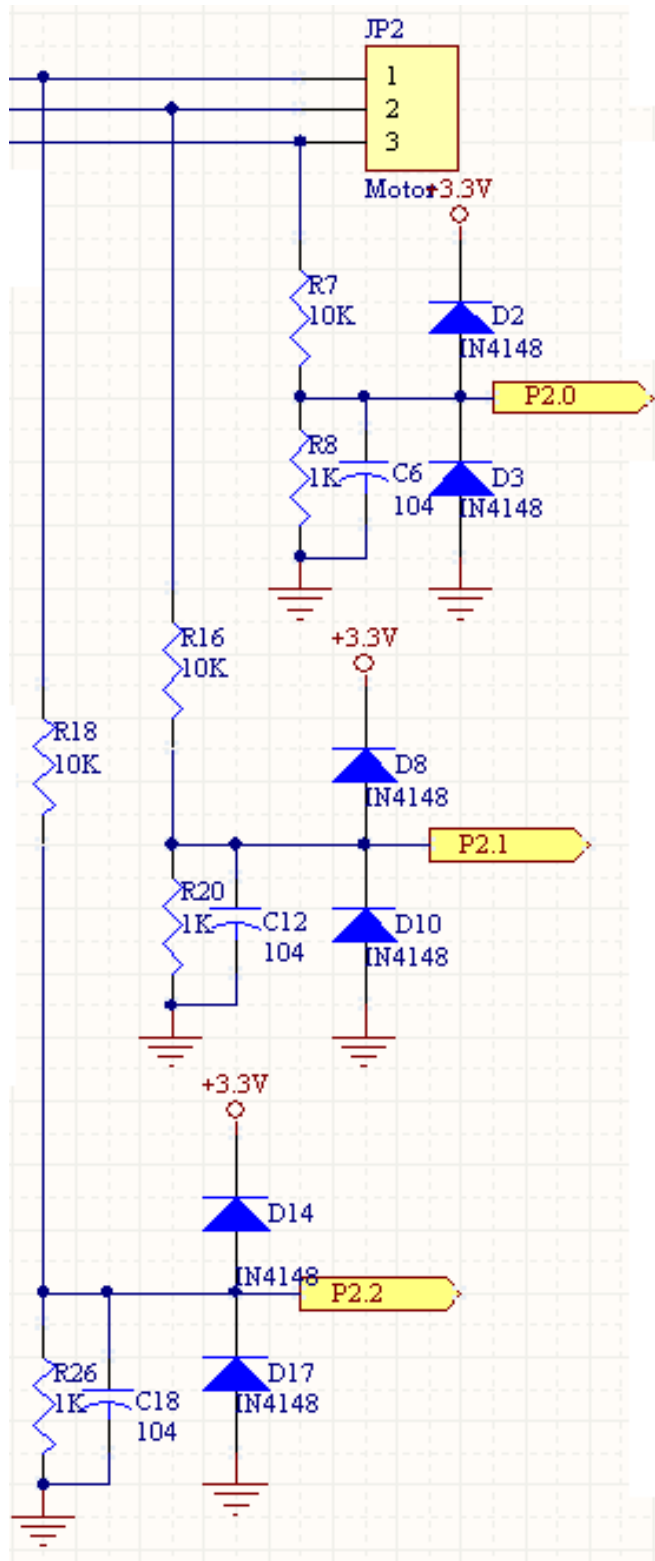 JP2
1
2
3
Motor
+3.3V
R7
10K
D2
IN4148
P2.0
R8
1K
C6
104
D3
IN4148
R16
10K
+3.3V
R18
10K
D8
IN4148
P2.1
R20
1K
C12
104
D10
IN4148
+3.3V
D14
IN4148
P2.2
R26
1K
C18
104
D17
IN4148